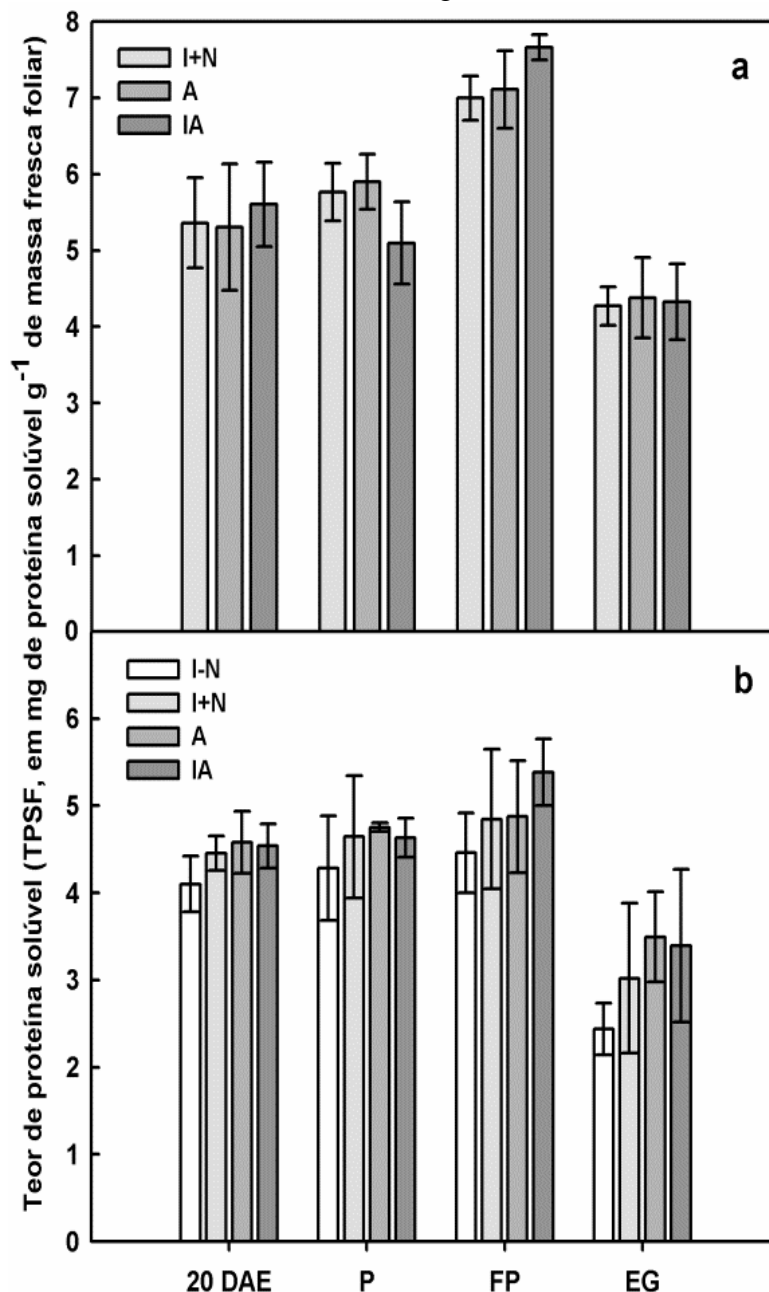 Teor de proteína solúvel (TPSF, em mg de proteína solúvel g⁻¹ de massa fresca foliar)
8
7
6
5
4
3
2
1
0
I+N
A
IA
a
6
5
4
3
2
1
0
I-N
I+N
A
IA
b
20 DAE P FP EG